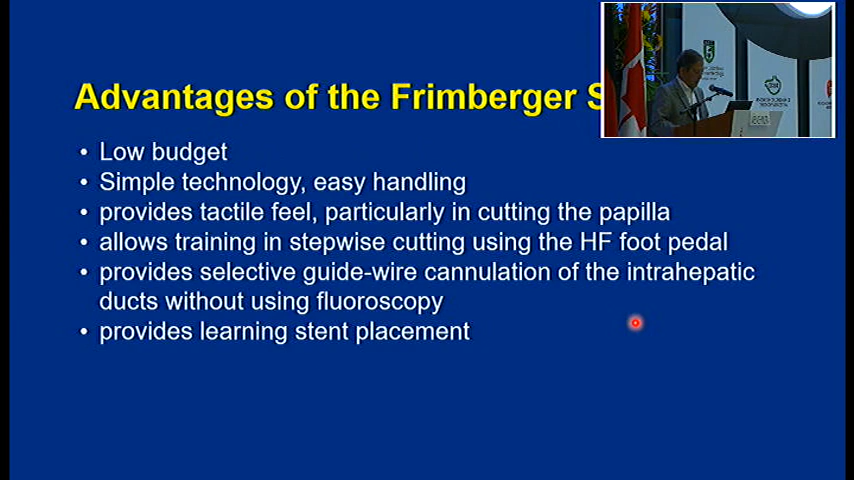 Advantages of the Frimberger S
• Low budget
• Simple technology, easy handling
• provides tactile feel, particularly in cutting the papilla
• allows training in stepwise cutting using the HF foot pedal
• provides selective guide-wire cannulation of the intrahepatic
ducts without using fluoroscopy
• provides learning stent placement